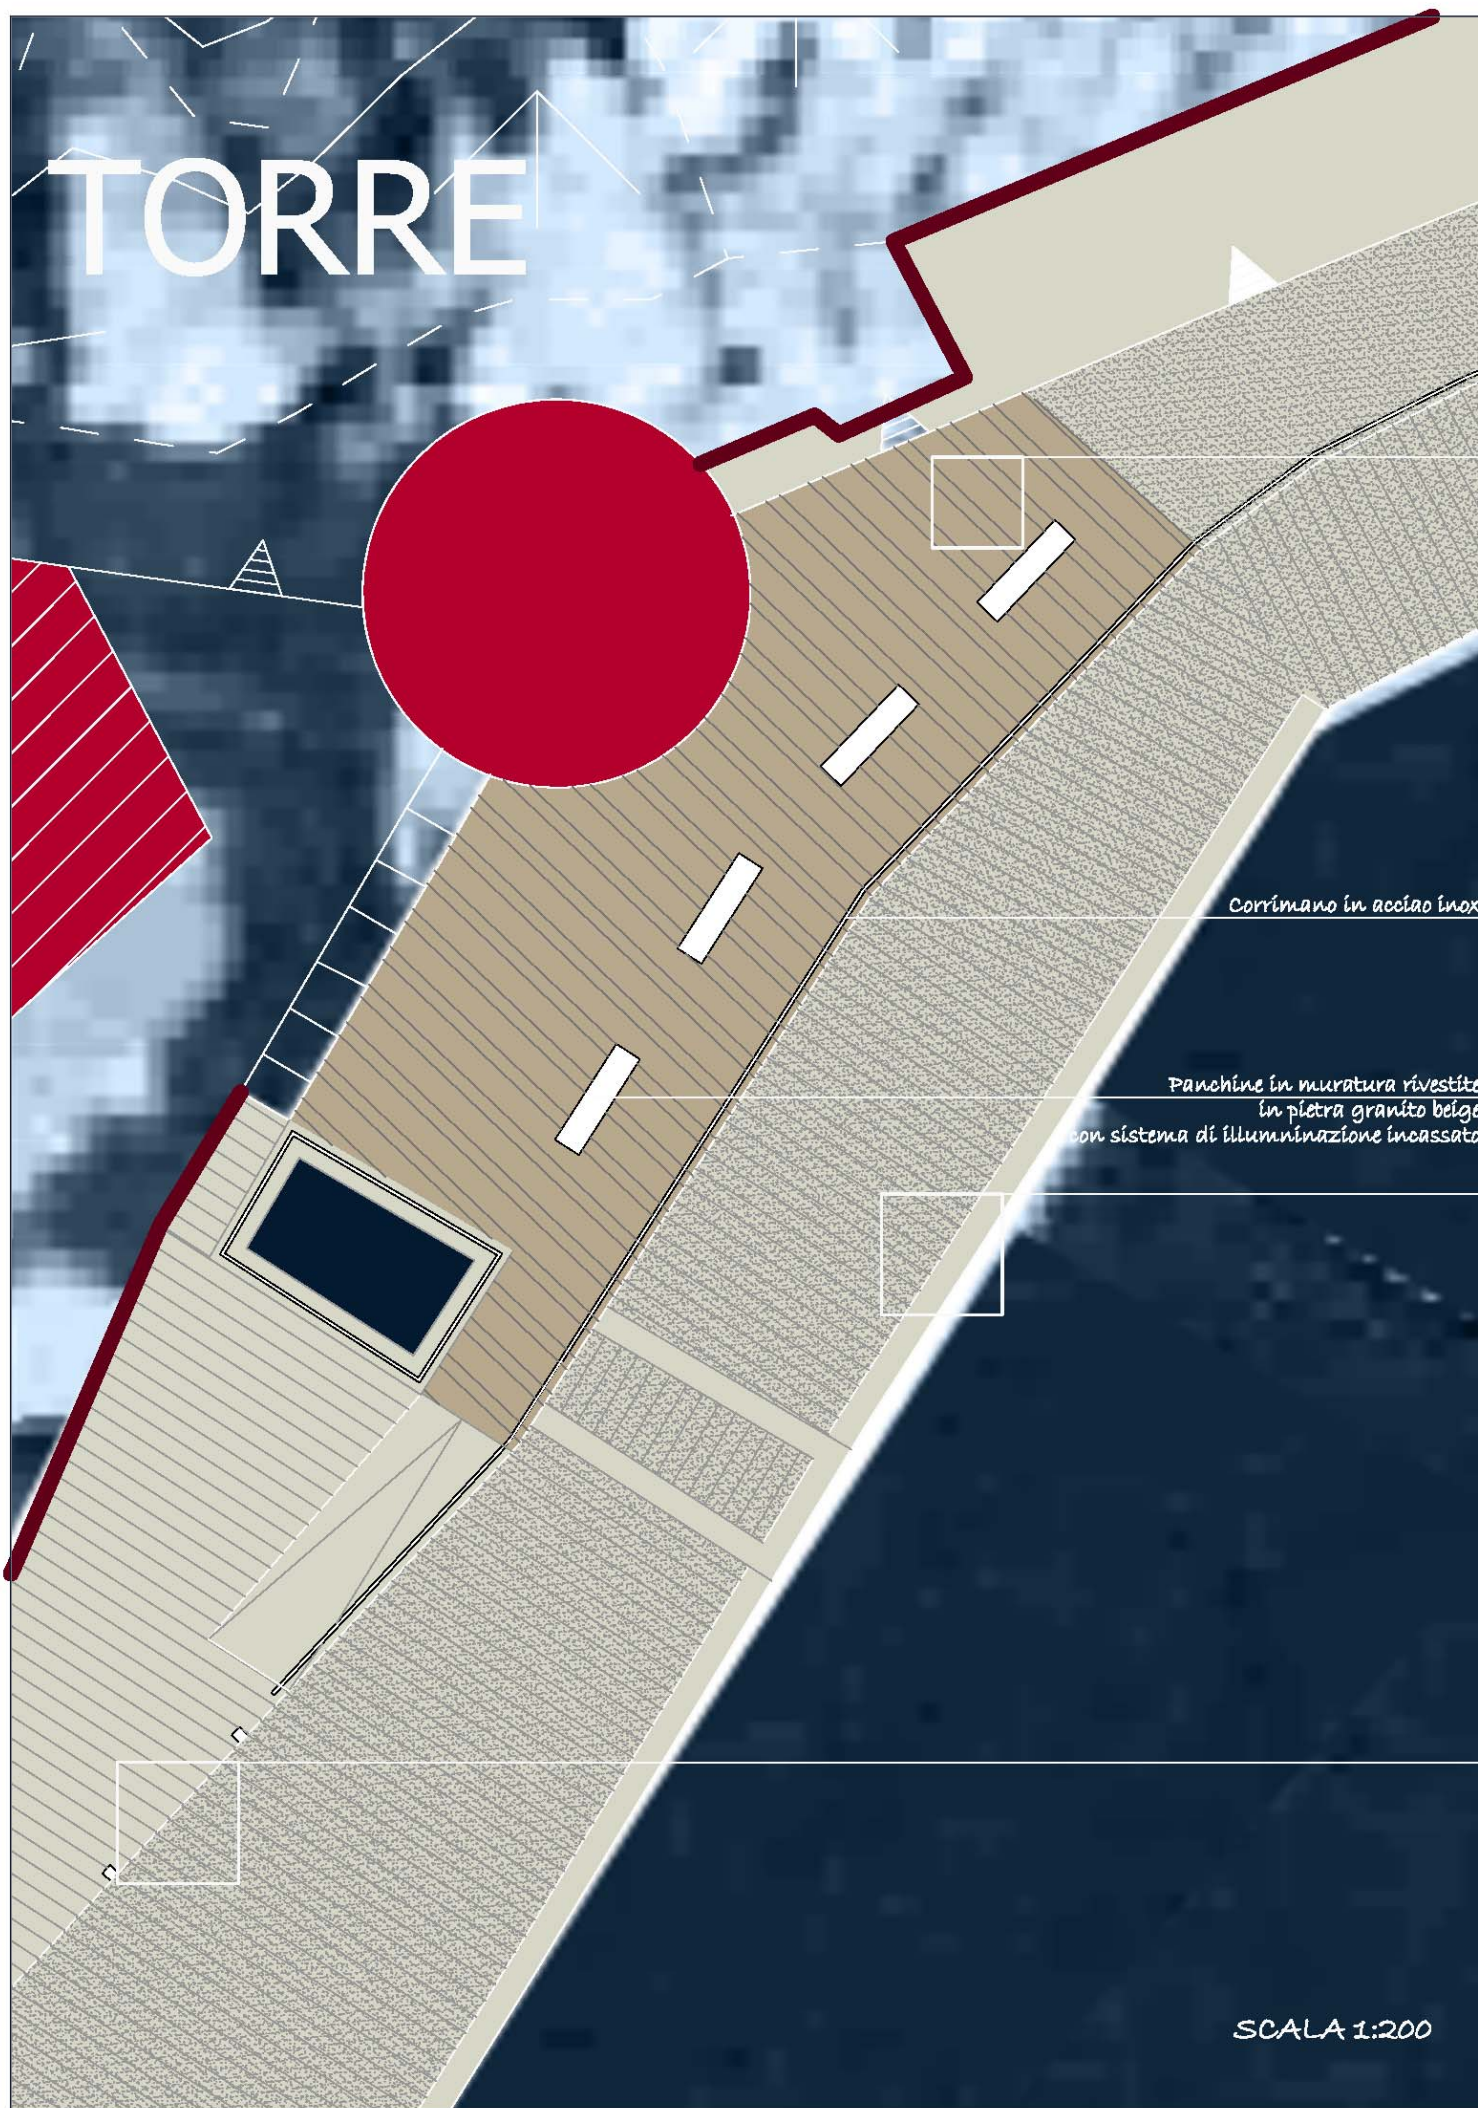 TORRE
Corrimano in acciao inox
Panchine in muratura rivestite
in pietra granito beige
con sistema di illumninazione incassato
SCALA 1:200